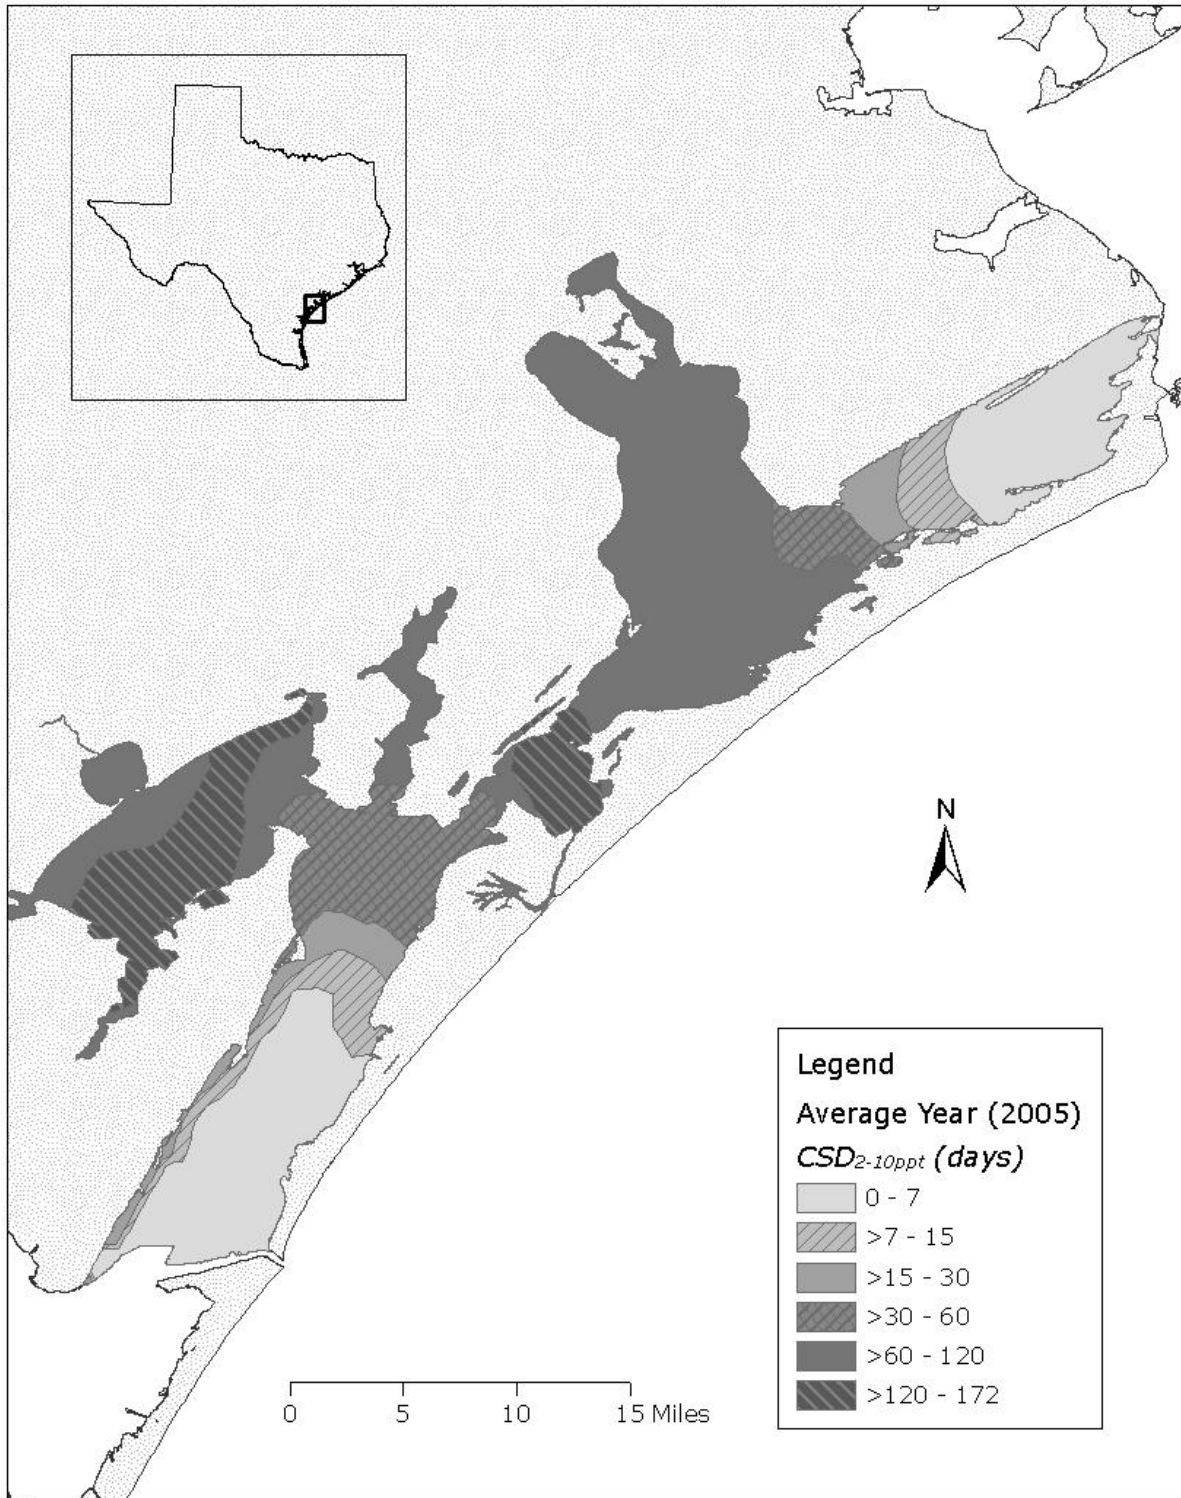 N
Legend
Average Year (2005)
CSD2-10ppt (days)
0 - 7
>7 - 15
>15 - 30
>30 - 60
>60 - 120
>120 - 172
0 5 10 15 Miles